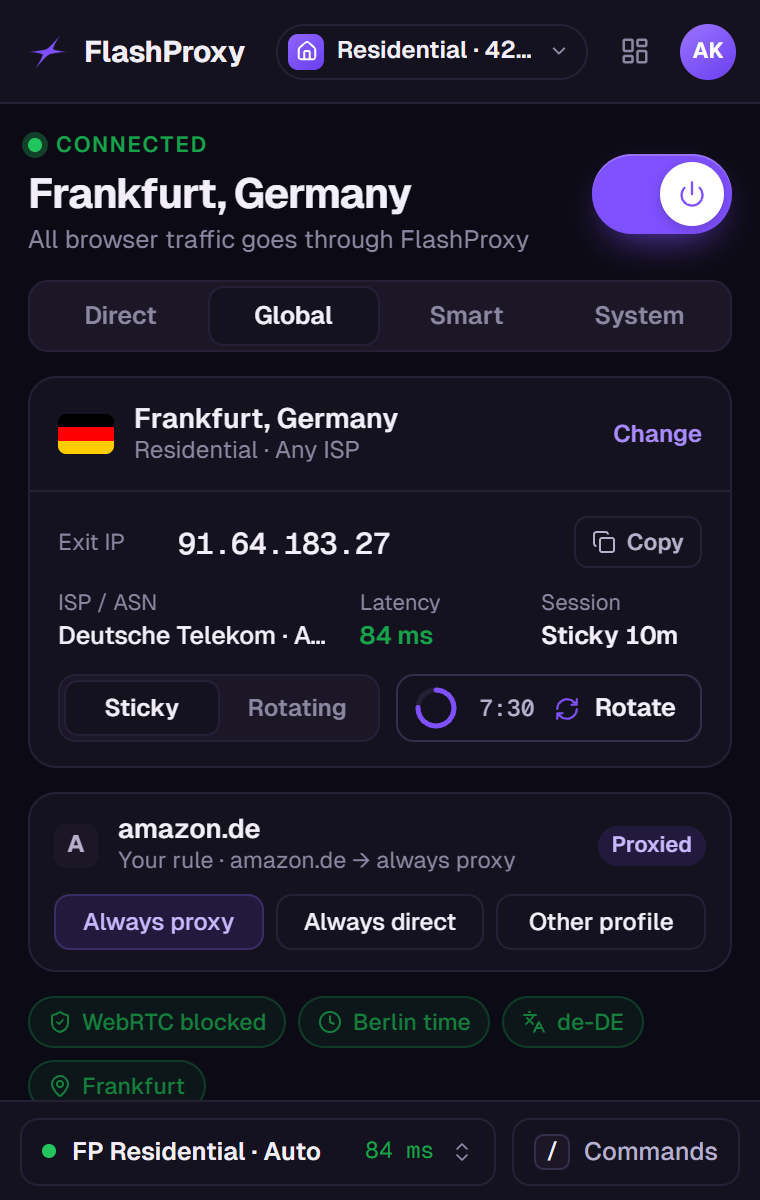 FlashProxy
Residential · 42...
AK
CONNECTED
Frankfurt, Germany
All browser traffic goes through FlashProxy
Direct
Global
Smart
System
Frankfurt, Germany
Residential · Any ISP
Change
Exit IP
91.64.183.27
Copy
ISP / ASN
Latency
Session
Deutsche Telekom · A...
84 ms
Sticky 10m
Sticky
Rotating
7:30
Rotate
A
amazon.de
Your rule · amazon.de → always proxy
Proxied
Always proxy
Always direct
Other profile
WebRTC blocked
Berlin time
de-DE
Frankfurt
FP Residential · Auto
84 ms
/
Commands